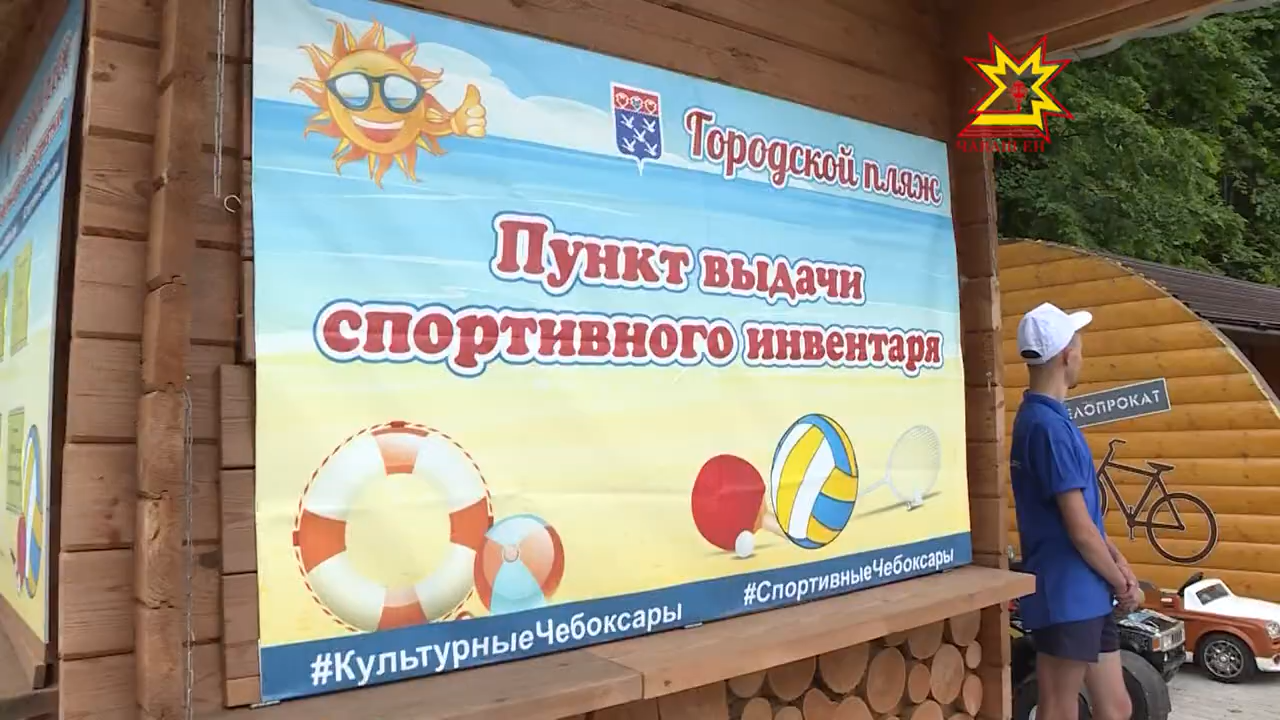 Городской пляж
Пункт выдачи
спортивного инвентаря
#КультурныеЧебоксары
#СпортивныеЧебоксары
ЕЛОПРОКАТ